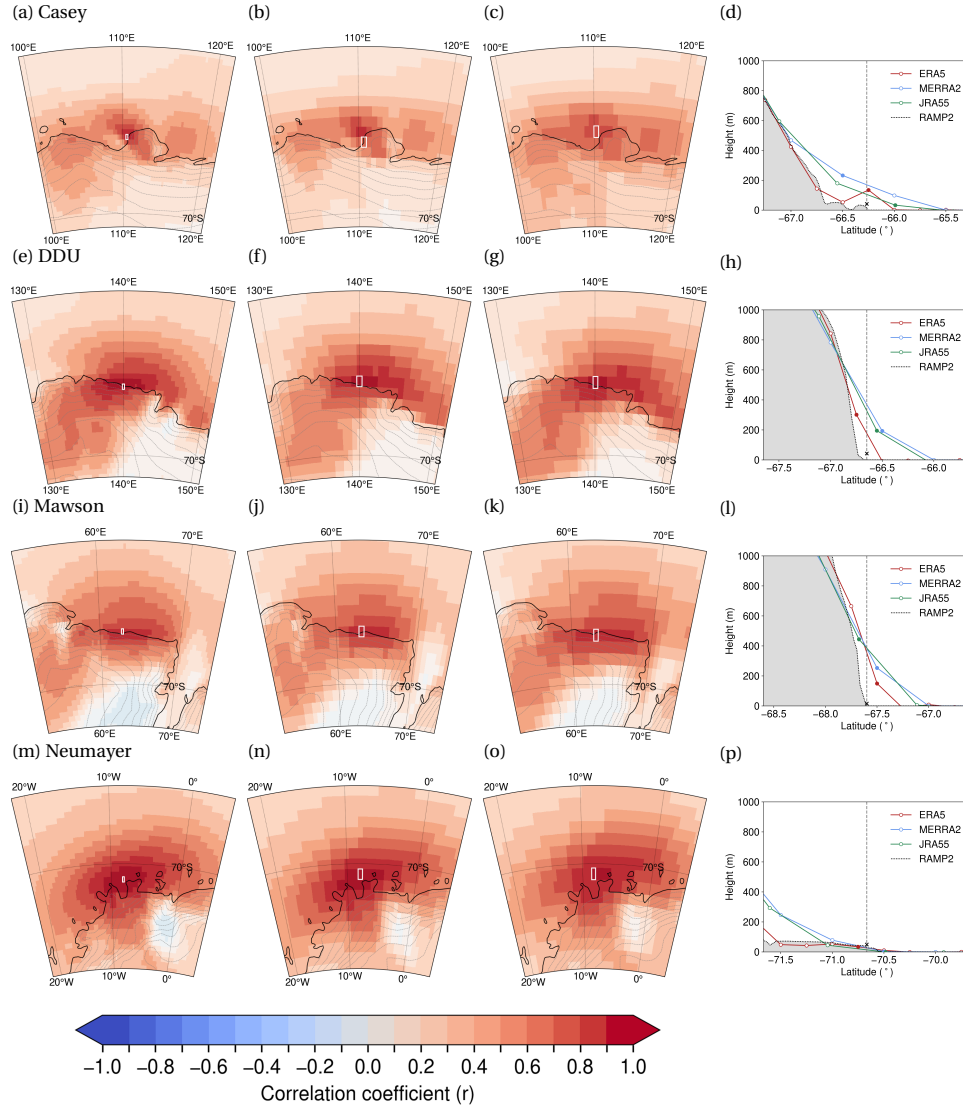 (a) Casey (b) (c) (d)
100°E 110°E 120°E 100°E 110°E 120°E 100°E 110°E 120°E
70°S 70°S 70°S
100°E 110°E 120°E 100°E 110°E 120°E 100°E 110°E 120°E
Height (m)
1000
800
600
400
200
0
ERA5
MERRA2
JRA55
RAMP2
−67.0 −66.5 −66.0 −65.5
Latitude (°)
(e) DDU (f) (g) (h)
130°E 140°E 150°E 130°E 140°E 150°E 130°E 140°E 150°E
70°S 70°S 70°S
130°E 140°E 150°E 130°E 140°E 150°E 130°E 140°E 150°E
Height (m)
1000
800
600
400
200
0
ERA5
MERRA2
JRA55
RAMP2
−67.5 −67.0 −66.5 −66.0
Latitude (°)
(i) Mawson (j) (k) (l)
60°E 70°E 60°E 70°E 60°E 70°E
70°S 70°S 70°S
60°E 70°E 60°E 70°E 60°E 70°E
Height (m)
1000
800
600
400
200
0
ERA5
MERRA2
JRA55
RAMP2
−68.5 −68.0 −67.5 −67.0
Latitude (°)
(m) Neumayer (n) (o) (p)
20°W 10°W 0° 20°W 10°W 0° 20°W 10°W 0°
70°S 70°S 70°S
20°W 10°W 0° 20°W 10°W 0° 20°W 10°W 0°
Height (m)
1000
800
600
400
200
0
ERA5
MERRA2
JRA55
RAMP2
−71.5 −71.0 −70.5 −70.0
Latitude (°)
−1.0 −0.8 −0.6 −0.4 −0.2 0.0 0.2 0.4 0.6 0.8 1.0
Correlation coefficient (r)